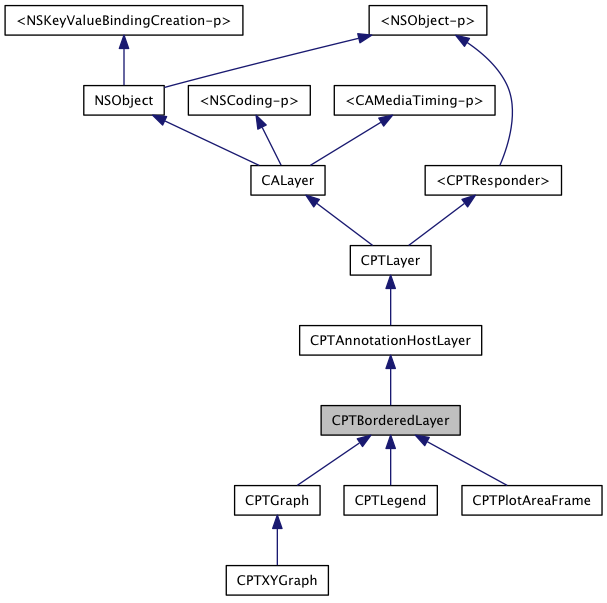 <NSKeyValueBindingCreation-p>
<NSObject-p>
NSObject
<NSCoding-p>
<CAMediaTiming-p>
CALayer
<CPTResponder>
CPTLayer
CPTAnnotationHostLayer
CPTBorderedLayer
CPTGraph
CPTLegend
CPTPlotAreaFrame
CPTXYGraph